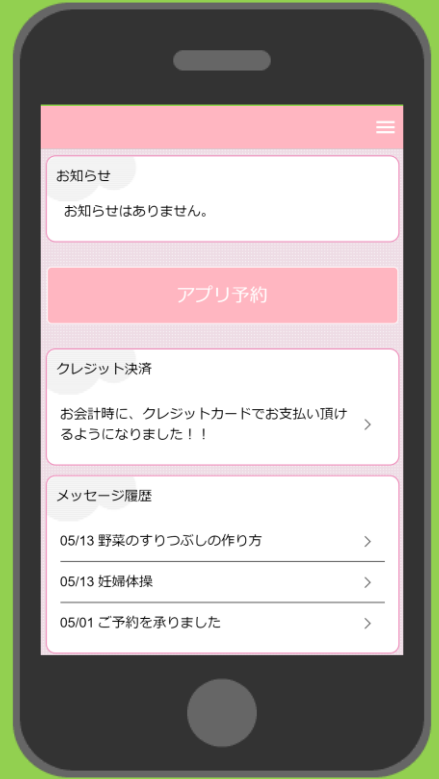 お知らせ
お知らせはありません。
アプリ予約
クレジット決済
お会計時に、クレジットカードでお支払い頂け
るようになりました！！
メッセージ履歴
05/13 野菜のすりつぶしの作り方
05/13 妊婦体操
05/01 ご予約を承りました